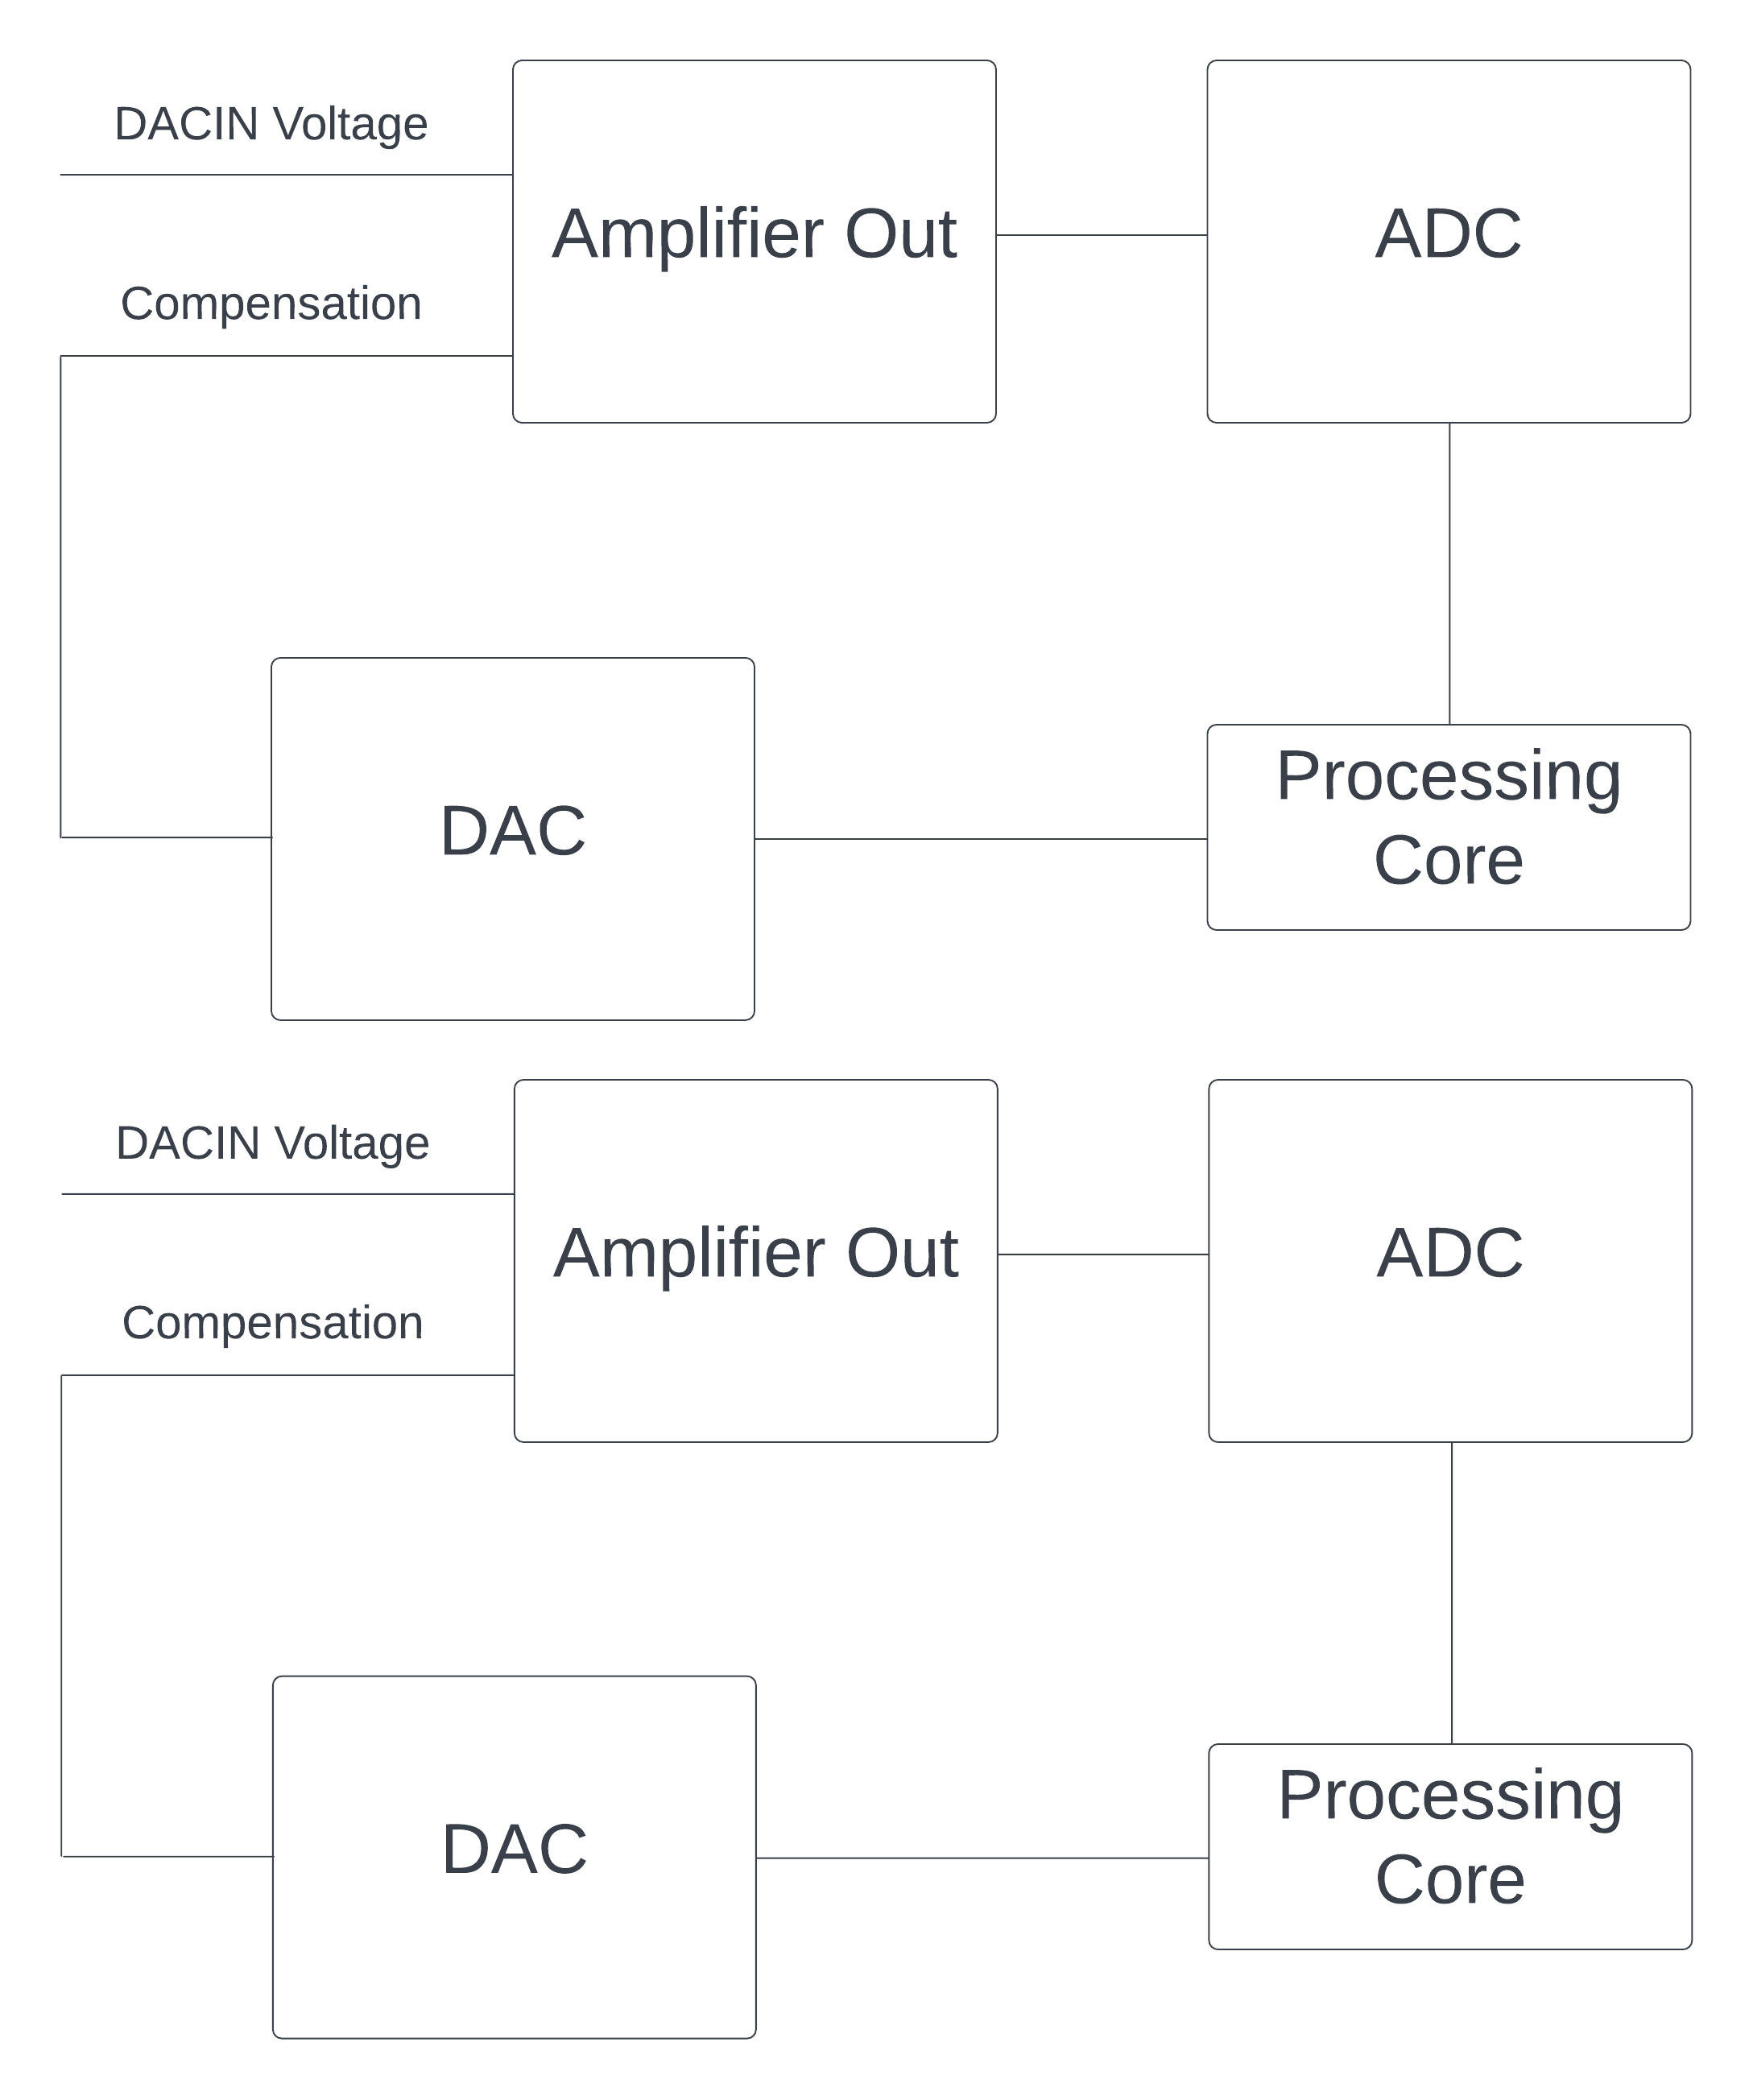 DACIN Voltage
Amplifier Out
ADC
Compensation
DAC
Processing
Core
DACIN Voltage
Amplifier Out
ADC
Compensation
DAC
Processing
Core